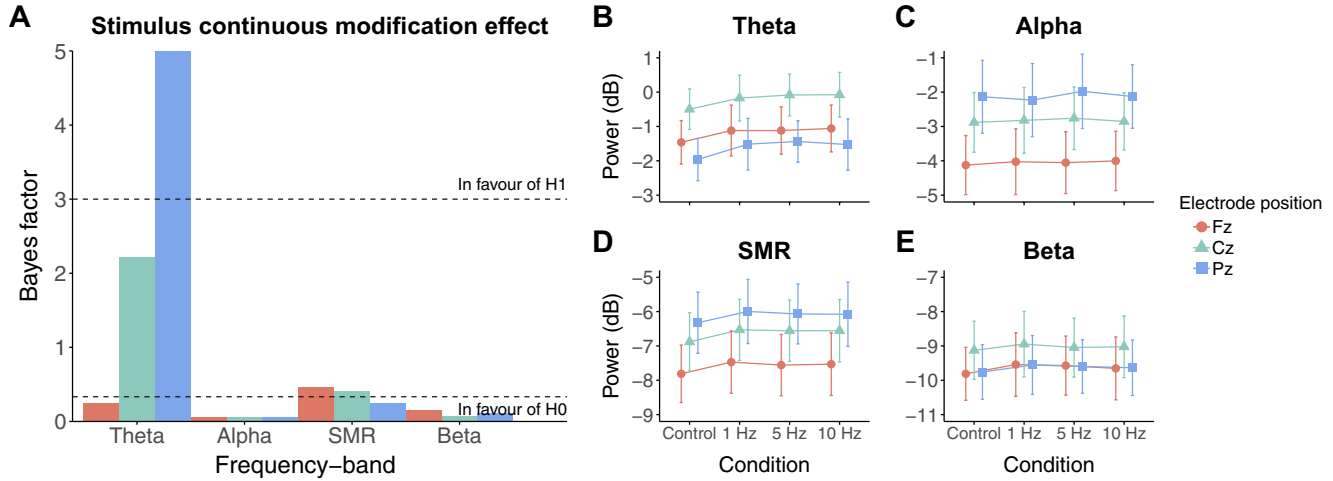 A
Stimulus continuous modification effect
5
4
3
2
1
0
Bayes factor
In favour of H1
In favour of H0
Theta
Alpha
SMR
Beta
Frequency−band
B
Theta
1
0
−1
−2
−3
Power (dB)
C
Alpha
−1
−2
−3
−4
−5
D
SMR
−5
−6
−7
−8
−9
Power (dB)
Control 1 Hz 5 Hz 10 Hz
Condition
E
Beta
−7
−8
−9
−10
−11
Control 1 Hz 5 Hz 10 Hz
Condition
Electrode position
Fz
Cz
Pz